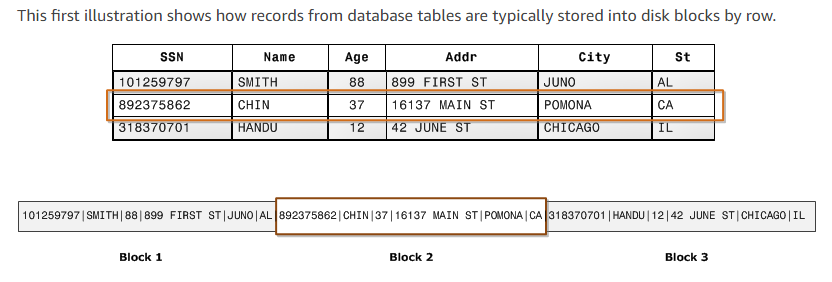 This first illustration shows how records from database tables are typically stored into disk blocks by row.
SSN Name Age Addr City St
101259797 SMITH 88 899 FIRST ST JUNO AL
892375862 CHIN 37 16137 MAIN ST POMONA CA
318370701 HANDU 12 42 JUNE ST CHICAGO IL
101259797|SMITH|88|899 FIRST ST|JUNO|AL 892375862|CHIN|37|16137 MAIN ST|POMONA|CA 318370701|HANDU|12|42 JUNE ST|CHICAGO|IL
Block 1 Block 2 Block 3